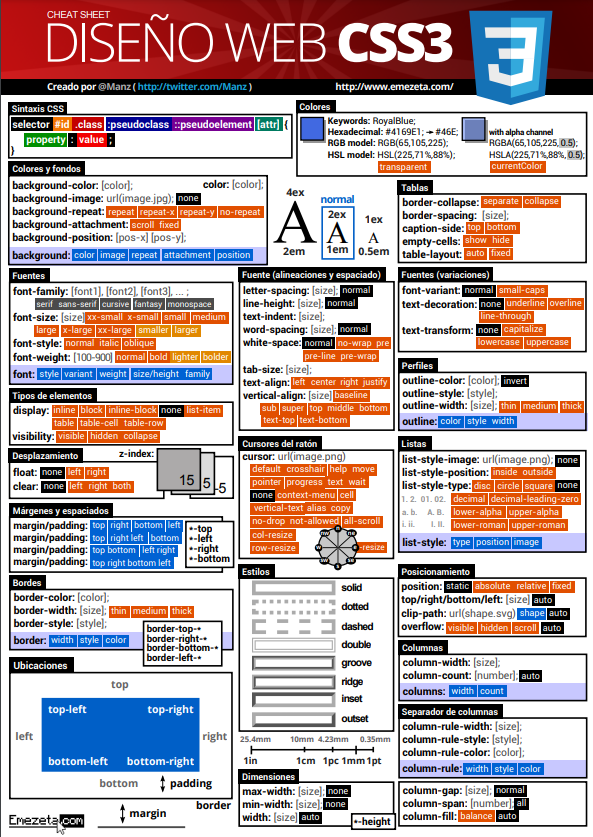 CHEAT SHEET
DISEÑO WEB CSS3
Creado por @Manz ( http://twitter.com/Manz )
http://www.emezeta.com/
Sintaxis CSS
selector #id .class :pseudoclass ::pseudoelement [attr] {
property : value ;
}
Colores
Keywords: RoyalBlue;
Hexadecimal: #4169E1; → #46E;
RGB model: RGB(65,105,225);
HSL model: HSL(225,71%,88%);
transparent
with alpha channel
RGBA(65,105,225,0.5);
HSLA(225,71%,88%,0.5);
currentColor
Colores y fondos
background-color: [color]; color: [color];
background-image: url(image.jpg), none
background-repeat: repeat repeat-x repeat-y no-repeat
background-attachment: scroll fixed
background-position: [pos-x] [pos-y];
background: color image repeat attachment position
4ex
A
2em
normal
2ex
A
1em
1ex
A
0.5em
Tablas
border-collapse: separate collapse
border-spacing: [size];
caption-side: top bottom
empty-cells: show hide
table-layout: auto fixed
Fuentes
font-family: [font1], [font2], [font3], ... ;
serif sans-serif cursive fantasy monospace
font-size: [size] xx-small x-small small medium
large x-large xx-large smaller larger
font-style: normal italic oblique
font-weight: [100-900] normal bold lighter bolder
font: style variant weight size/height family
Fuente (alineaciones y espaciado)
letter-spacing: [size]; normal
line-height: [size]; normal
text-indent: [size];
word-spacing: [size]; normal
white-space: normal no-wrap pre
pre-line pre-wrap
tab-size: [size];
text-align: left center right justify
vertical-align: [size] baseline
sub super top middle bottom
text-top text-bottom
Fuentes (variaciones)
font-variant: normal small-caps
text-decoration: none underline overline
line-through
text-transform: none capitalize
lowercase uppercase
Perfiles
outline-color: [color]; invert
outline-style: [style];
outline-width: [size]; thin medium thick
outline: color style width
Tipos de elementos
display: inline block inline-block none list-item
table table-cell table-row
visibility: visible hidden collapse
Desplazamiento
float: none left right
clear: none left right both
z-index:
15
5
-5
Cursores del ratón
cursor: url(image.png)
default crosshair help move
pointer progress text wait
none context-menu cell
vertical-text alias copy
no-drop not-allowed all-scroll
col-resize
row-resize
-resize
Listas
list-style-image: url(image.png); none
list-style-position: inside outside
list-style-type: disc circle square none
1. 2. 01. 02. decimal decimal-leading-zero
a. b. A. B. lower-alpha upper-alpha
i. ii. I. II. lower-roman upper-roman
list-style: type position image
Márgenes y espaciados
margin/padding: top right bottom left
margin/padding: top right left bottom
margin/padding: top bottom left right
margin/padding: top right bottom left
*-top
*-left
*-right
*-bottom
Bordes
border-color: [color];
border-width: [size]; thin medium thick
border-style: [style];
border: width style color
border-top-*
border-right-*
border-bottom-*
border-left-*
Estilos
solid
dotted
dashed
double
groove
ridge
inset
outset
25.4mm 10mm 4.23mm 0.35mm
1in 1cm 1pc 1mm 1pt
Posicionamiento
position: static absolute relative fixed
top/right/bottom/left: [size] auto
clip-path: url(shape.svg) shape auto
overflow: visible hidden scroll auto
Columnas
column-width: [size];
column-count: [number]; auto
columns: width count
Separador de columnas
column-rule-width: [size];
column-rule-style: [style];
column-rule-color: [color];
column-rule: width style color
column-gap: [size]; normal
column-span: [number]; all
column-fill: balance auto
Ubicaciones
top
top-left top-right
left right
bottom-left bottom-right
bottom
padding
border
margin
Dimensiones
max-width: [size]; none
min-width: [size]; none
width: [size] auto
*-height
Emezeta.com